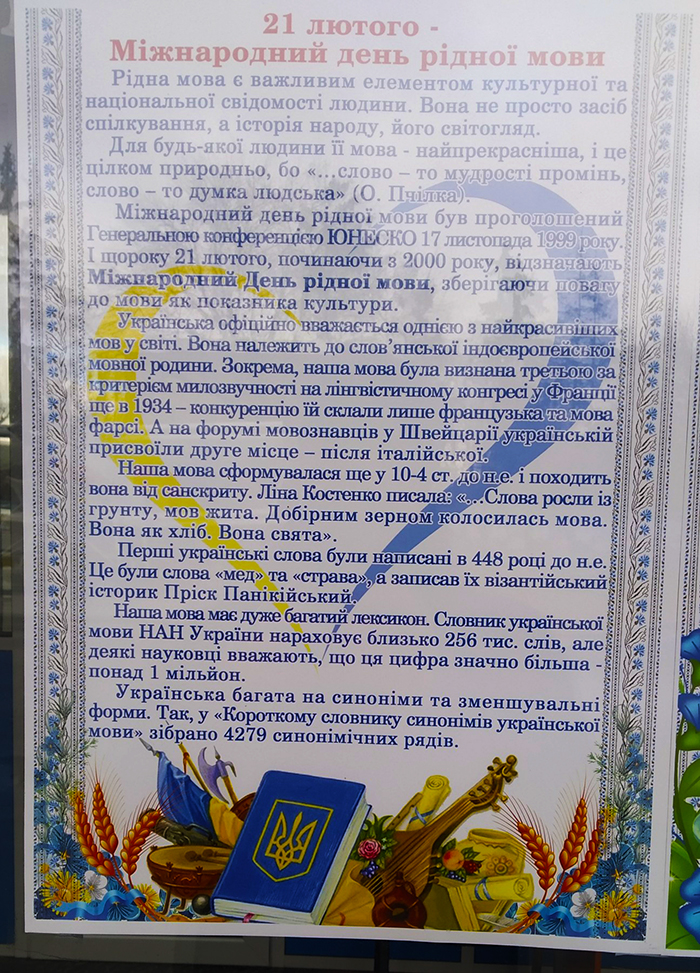 21 лютого -
Міжнародний день рідної мови
Рідна мова є важливим елементом культурної та
національної свідомості людини. Вона не просто засіб
спілкування, а історія народу, його світогляд.
Для будь-якої людини її мова - найпрекрасніша, і це
цілком природньо, бо «...слово – то мудрості промінь,
слово – то думка людська» (О. Пчілка).
Міжнародний день рідної мови був проголошений
Генеральною конференцією ЮНЕСКО 17 листопада 1999 року.
І щороку 21 лютого, починаючи з 2000 року, відзначають
Міжнародний День рідної мови, зберігаючи повагу
до мови як показника культури.
Українська офіційно вважається однією з найкрасивіших
мов у світі. Вона належить до слов’янської індоєвропейської
мовної родини. Зокрема, наша мова була визнана третьою за
критерієм милозвучності на лінгвістичному конгресі у Франції
ще в 1934 – конкуренцію їй склали лише французька та мова
фарсі. А на форумі мовознавців у Швейцарії українській
присвоїли друге місце – після італійської.
Наша мова сформувалася ще у 10-4 ст. до н.е. і походить
вона від санскриту. Ліна Костенко писала: «...Слова росли із
грунту, мов жита. Добірним зерном колосилась мова.
Вона як хліб. Вона свята».
Перші українські слова були написані в 448 році до н.е.
Це були слова «мед» та «страва», а записав їх візантійський
історик Пріск Панікійський.
Наша мова має дуже багатий лексикон. Словник української
мови НАН України нараховує близько 256 тис. слів, але
деякі науковці вважають, що ця цифра значно більша -
понад 1 мільйон.
Українська багата на синоніми та зменшувальні
форми. Так, у «Короткому словнику синонімів української
мови» зібрано 4279 синонімічних рядів.